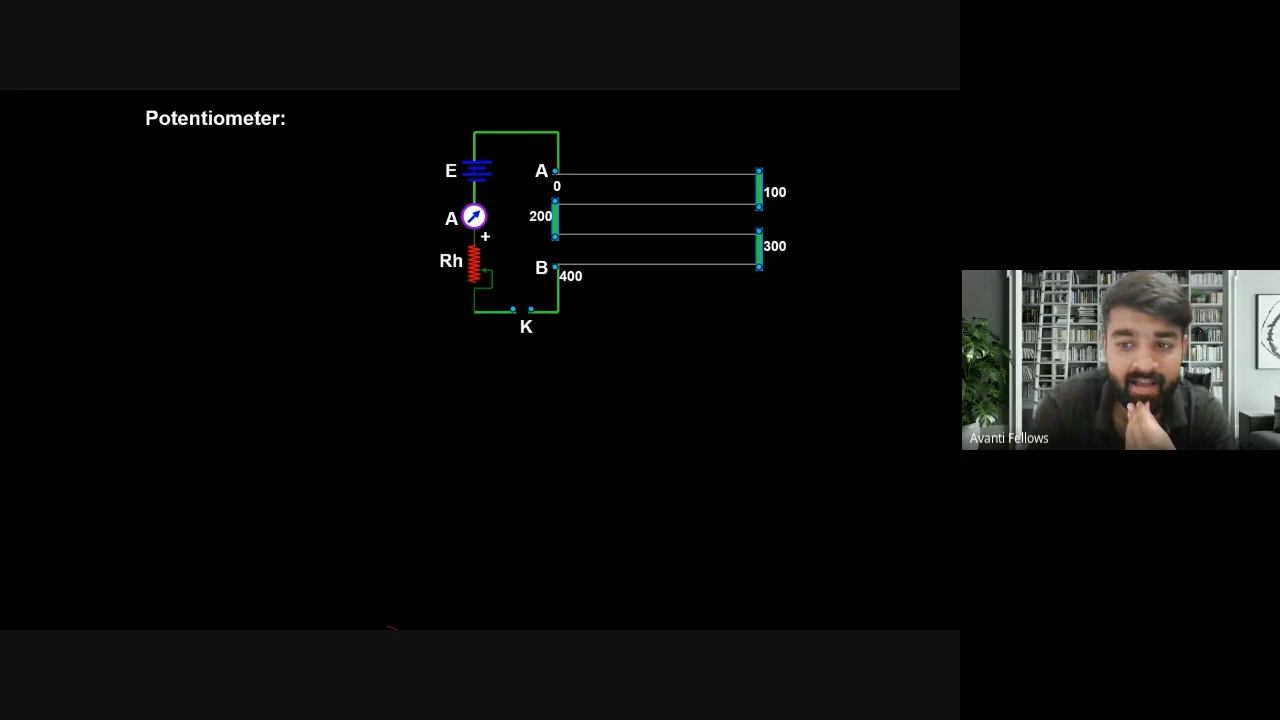 Potentiometer:
E
A
0
100
200
A
+
300
Rh
B
400
K
Avanti Fellows